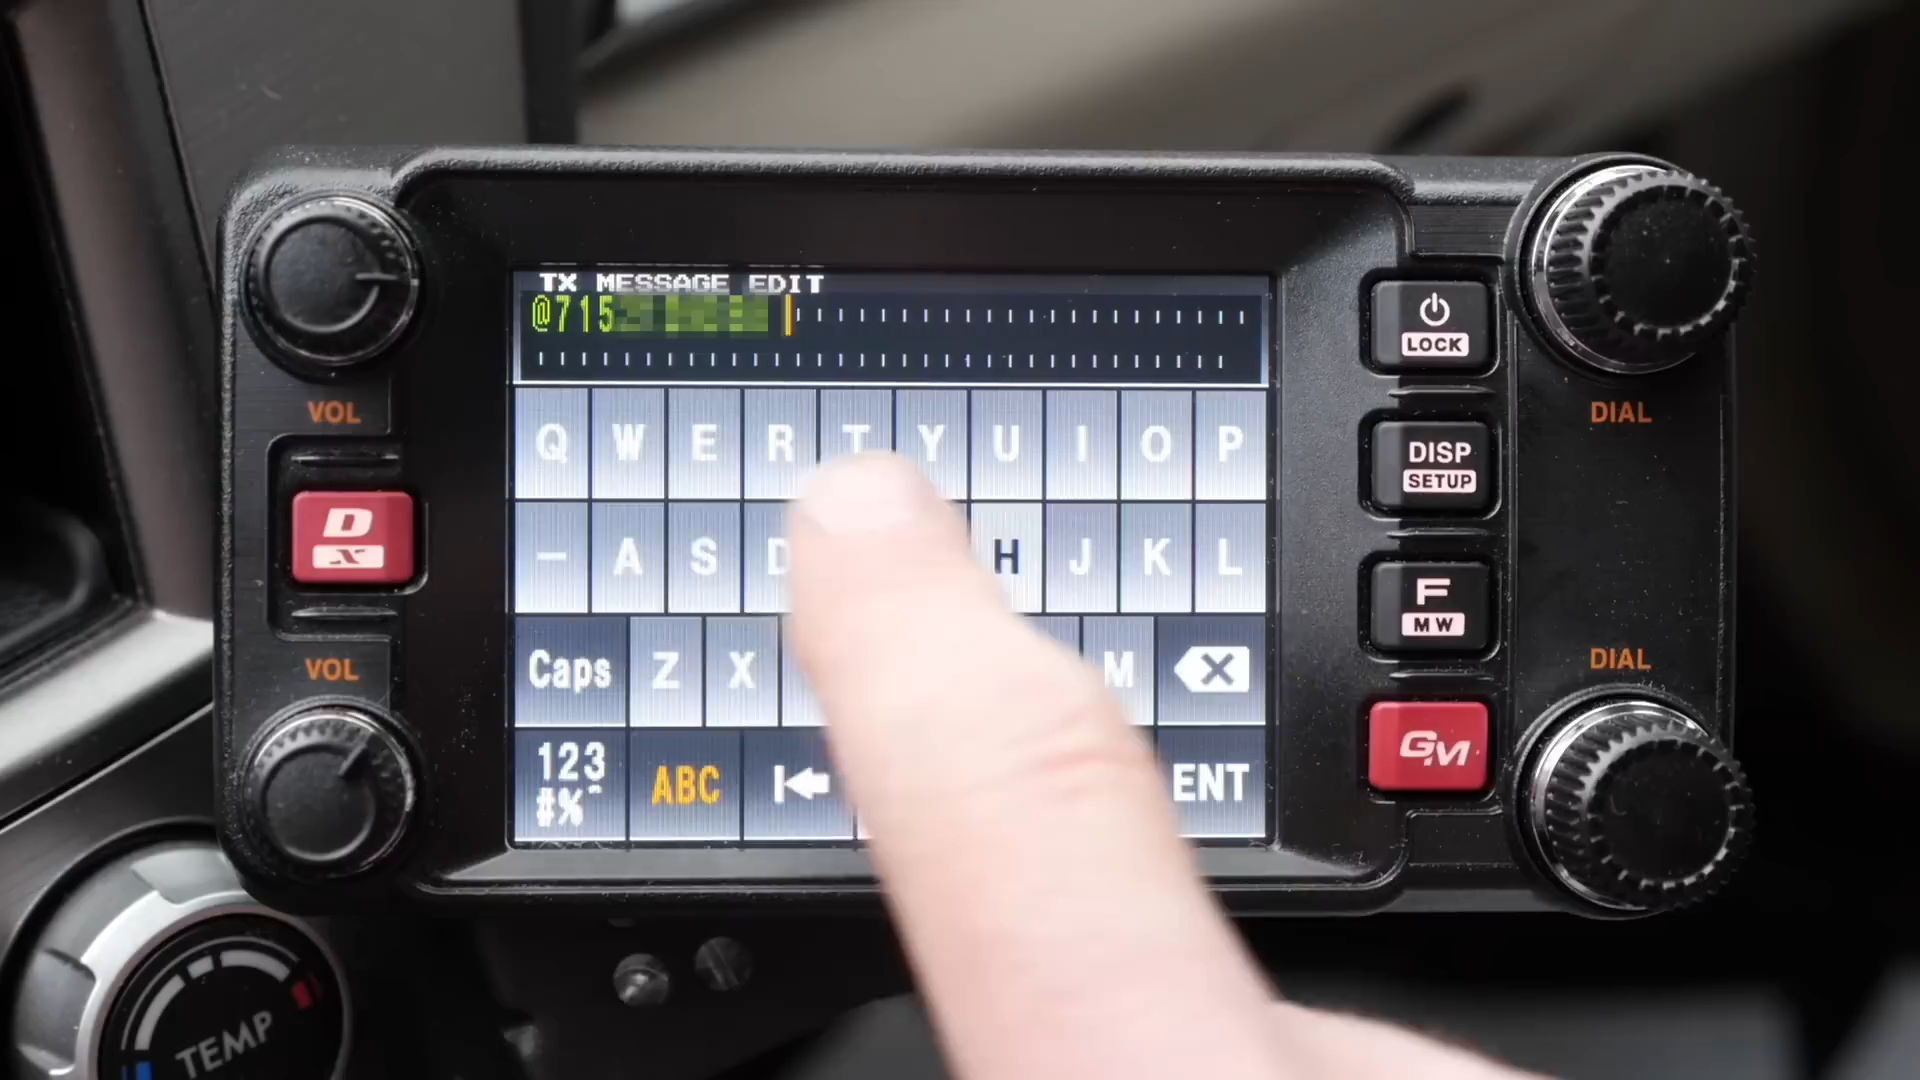 TX MESSAGE EDIT
@715
Q W E R T Y U I O P
– A S D H J K L
Caps Z X M
123 ABC ENT
#%^
VOL
D
X
VOL
LOCK
DISP
SETUP
F
MW
GM
DIAL
DIAL
TEMP